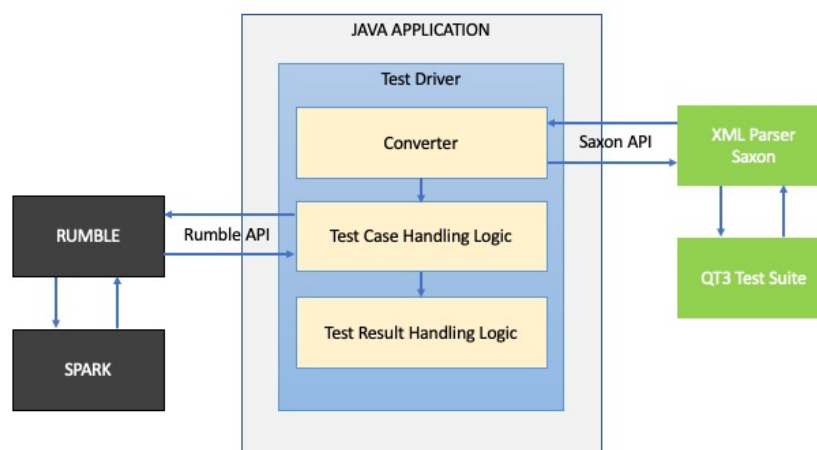 JAVA APPLICATION
Test Driver
Converter
Saxon API
XML Parser
Saxon
RUMBLE
Rumble API
Test Case Handling Logic
QT3 Test Suite
Test Result Handling Logic
SPARK